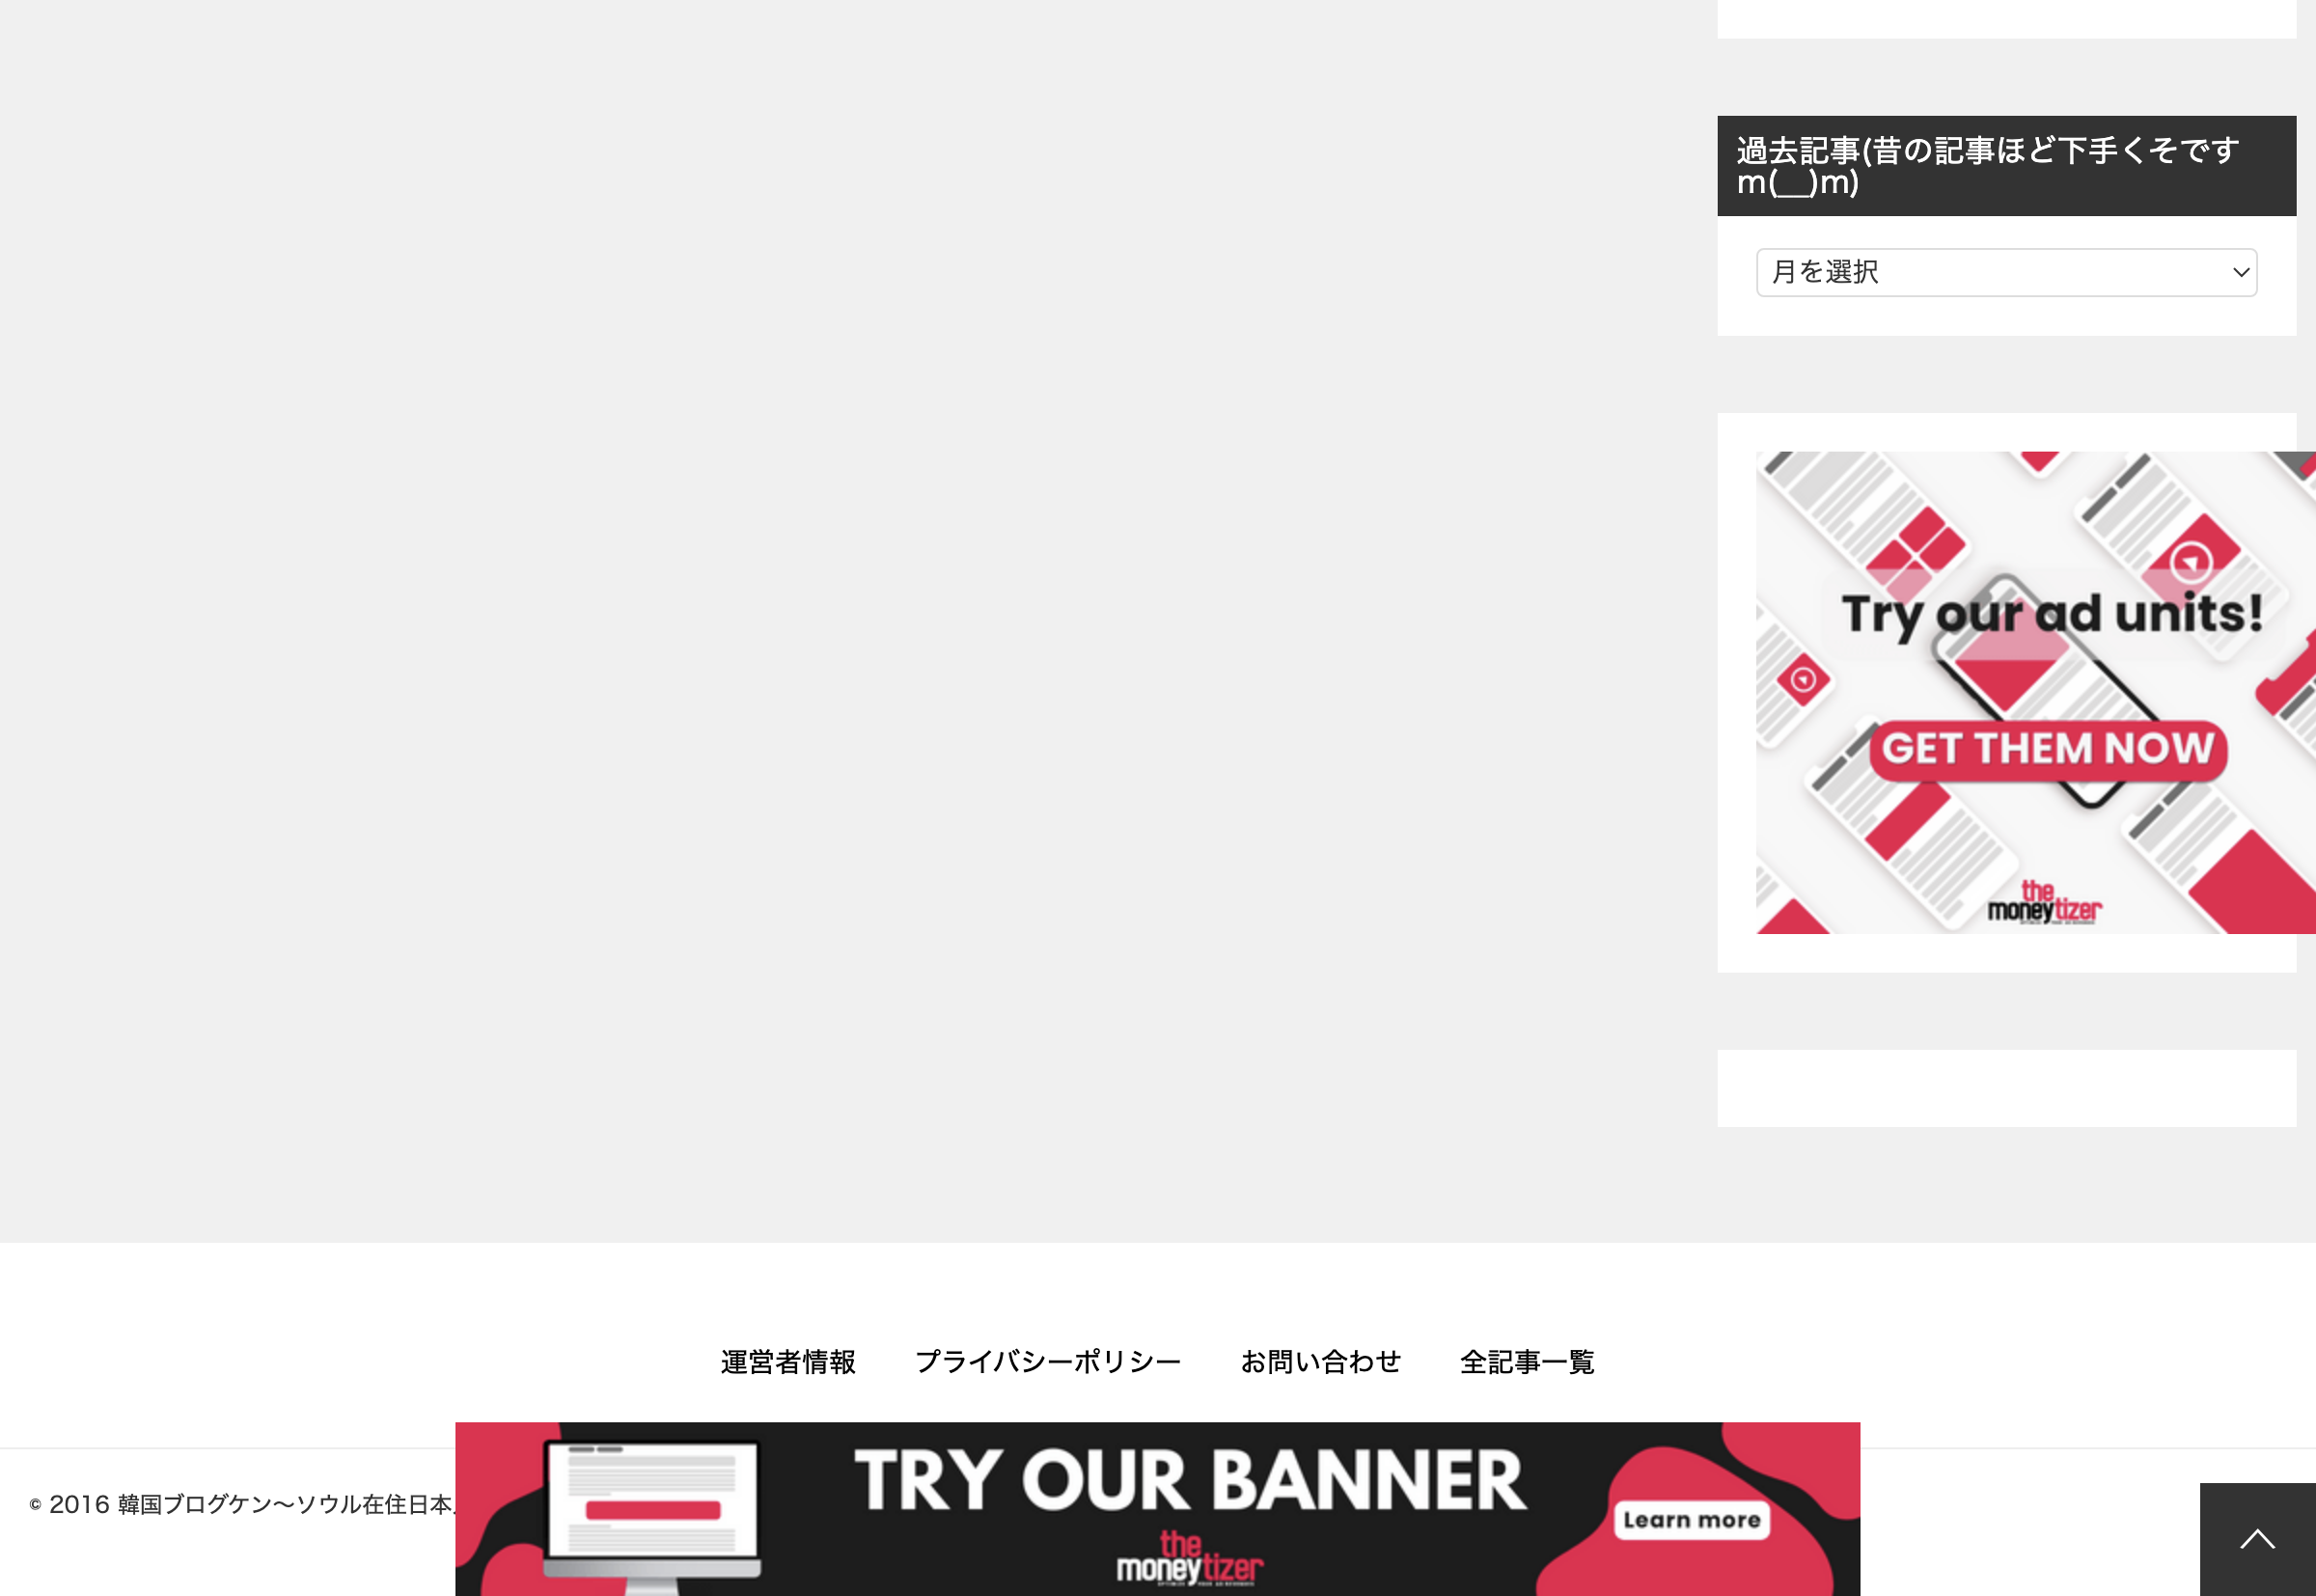 過去記事(昔の記事ほど下手くそです
m(__)m)
月を選択
Try our ad units!
GET THEM NOW
the
moneytizer
運営者情報 プライバシーポリシー お問い合わせ 全記事一覧
TRY OUR BANNER
Learn more
© 2016 韓国ブログケン〜ソウル在住日本
the
moneytizer